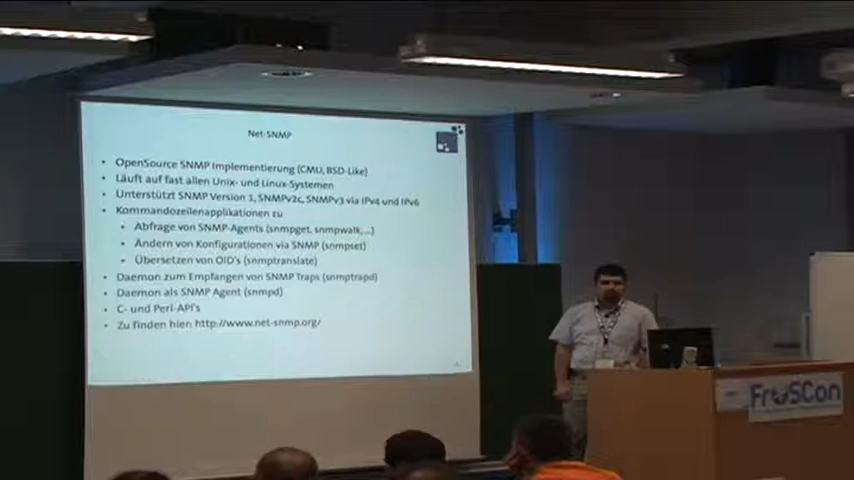 Net-SNMP
• OpenSource SNMP Implementierung (CMU, BSD-Like)
• Läuft auf fast allen Unix- und Linux-Systemen
• Unterstützt SNMP Version 1, SNMPv2c, SNMPv3 via IPv4 und IPv6
• Kommandozeilenapplikationen zu
• Abfrage von SNMP-Agents (snmpget, snmpwalk, ...)
• Ändern von Konfigurationen via SNMP (snmpset)
• Übersetzen von OID's (snmptranslate)
• Daemon zum Empfangen von SNMP Traps (snmptrapd)
• Daemon als SNMP Agent (snmpd)
• C- und Perl-API's
• Zu finden hier: http://www.net-snmp.org/
FrOSCon